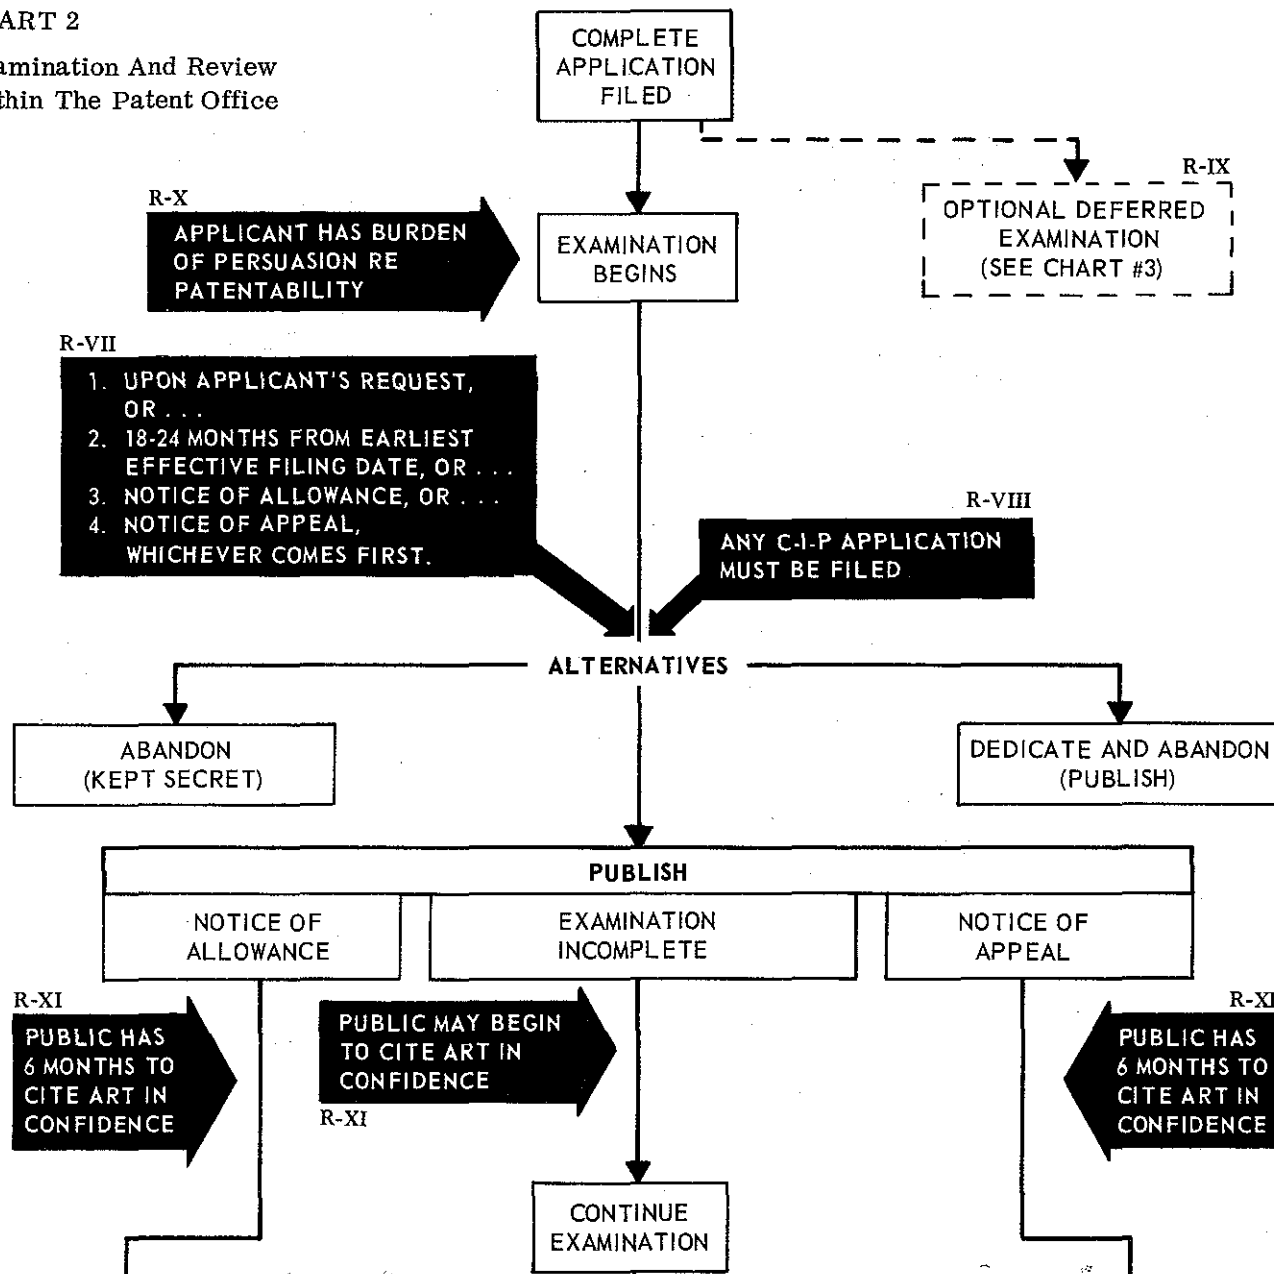 ART 2
amination And Review
thin The Patent Office
COMPLETE
APPLICATION
FILED
R-IX
OPTIONAL DEFERRED
EXAMINATION
(SEE CHART #3)
R-X
APPLICANT HAS BURDEN
OF PERSUASION RE
PATENTABILITY
EXAMINATION
BEGINS
R-VII
1. UPON APPLICANT'S REQUEST,
OR . . .
2. 18-24 MONTHS FROM EARLIEST
EFFECTIVE FILING DATE, OR . . .
3. NOTICE OF ALLOWANCE, OR . . .
4. NOTICE OF APPEAL,
WHICHEVER COMES FIRST.
R-VIII
ANY C-I-P APPLICATION
MUST BE FILED
ALTERNATIVES
ABANDON
(KEPT SECRET)
DEDICATE AND ABANDON
(PUBLISH)
PUBLISH
NOTICE OF
ALLOWANCE
EXAMINATION
INCOMPLETE
NOTICE OF
APPEAL
R-XI
PUBLIC HAS
6 MONTHS TO
CITE ART IN
CONFIDENCE
PUBLIC MAY BEGIN
TO CITE ART IN
CONFIDENCE
R-XI
R-XI
PUBLIC HAS
6 MONTHS TO
CITE ART IN
CONFIDENCE
CONTINUE
EXAMINATION